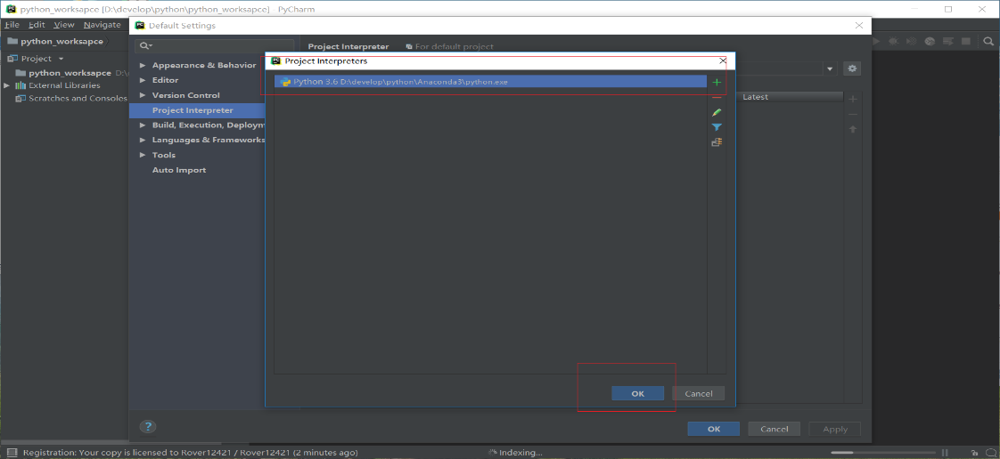 python_worksapce [D:\develop\python\python_worksapce] - PyCharm
File Edit View Navigate
Default Settings
python_worksapce
Project Interpreter For default project
Project
Project Interpreters
Appearance & Behavior
python_worksapce D:\
Python 3.6 D:\develop\python\Anaconda3\python.exe
Editor
External Libraries
Version Control
Latest
Scratches and Consoles
Project Interpreter
Build, Execution, Deploym
Languages & Frameworks
Tools
Auto Import
OK Cancel
?
OK Cancel Apply
Registration: Your copy is licensed to Rover12421 / Rover12421 (2 minutes ago)
Indexing...